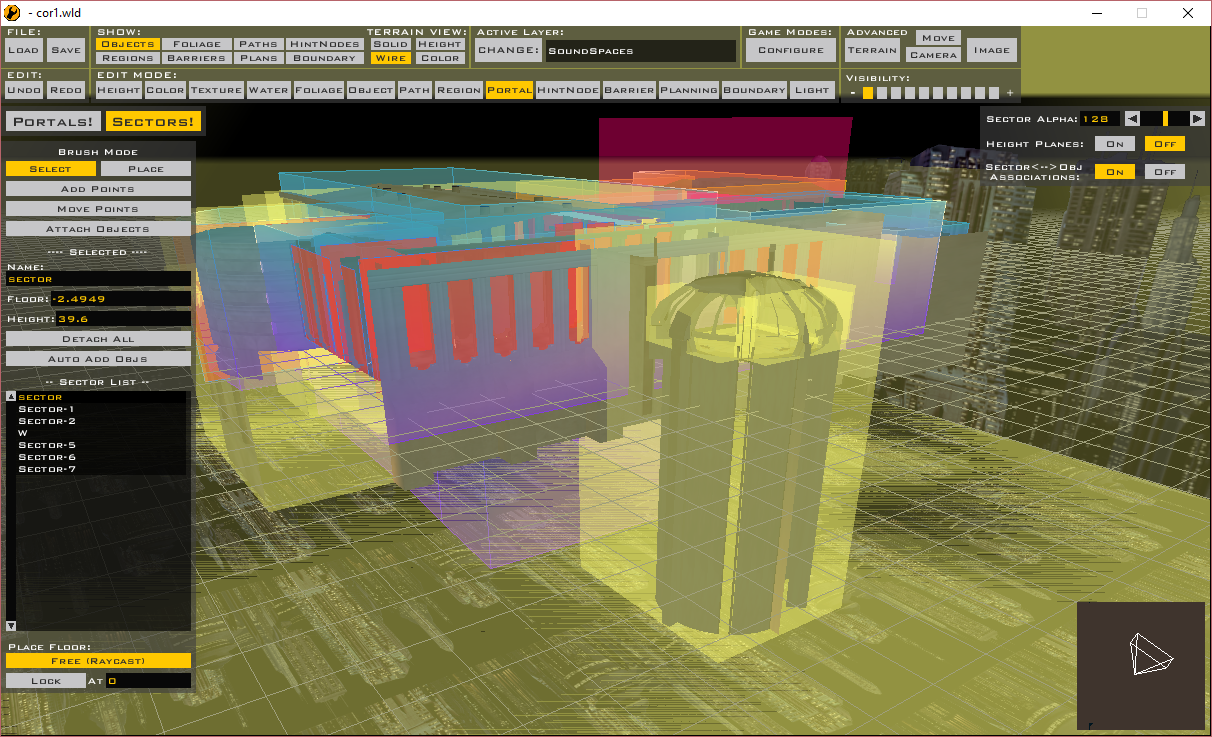 - cor1.wld
FILE: SHOW: TERRAIN VIEW: ACTIVE LAYER: GAME MODES: ADVANCED
LOAD SAVE OBJECTS FOLIAGE PATHS HINTNODES SOLID HEIGHT CHANGE: SOUNDSPACES CONFIGURE TERRAIN MOVE IMAGE
REGIONS BARRIERS PLANS BOUNDARY WIRE COLOR CAMERA
EDIT: EDIT MODE: VISIBILITY:
UNDO REDO HEIGHT COLOR TEXTURE WATER FOLIAGE OBJECT PATH REGION PORTAL HINTNODE BARRIER PLANNING BOUNDARY LIGHT - +
PORTALS! SECTORS!
SECTOR ALPHA: 128
HEIGHT PLANES: ON OFF
SECTOR<-->OBJ
ASSOCIATIONS: ON OFF
BRUSH MODE
SELECT PLACE
ADD POINTS
MOVE POINTS
ATTACH OBJECTS
---- SELECTED ----
NAME:
SECTOR
FLOOR: -2.4949
HEIGHT: 39.6
DETACH ALL
AUTO ADD OBJS
-- SECTOR LIST --
SECTOR
SECTOR-1
SECTOR-2
W
SECTOR-5
SECTOR-6
SECTOR-7
PLACE FLOOR:
FREE (RAYCAST)
LOCK AT 0